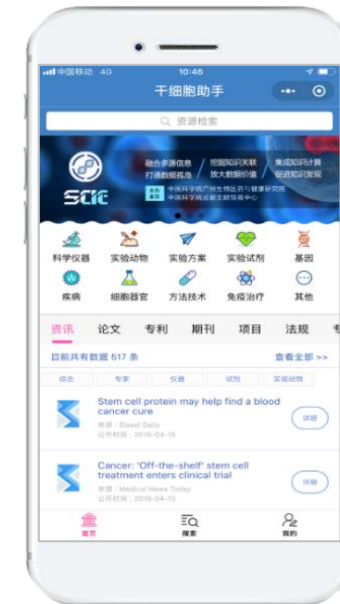 中国移动 4G 10:46
干细胞助手
资源检索
SCIC
融合多源信息 / 挖掘知识关联 / 集成知识计算
打通数据孤岛 / 放大数据价值 / 促进知识发现
主办 中国科学院广州生物医药与健康研究院
中国科学院成都文献情报中心
科学仪器 实验动物 实验方案 实验试剂 基因
疾病 细胞器官 方法技术 免疫治疗 其他
资讯 论文 专利 期刊 项目 法规 专
目前共有数据 517 条 查看全部 >>
综合 专家 仪器 试剂 实验动物
Stem cell protein may help find a blood
cancer cure
来源:Siasat Daily
公开时间:2019-04-15
详细
Cancer: 'Off-the-shelf' stem cell
treatment enters clinical trial
来源:Medical News Today
公开时间:2019-04-15
详细
首页 搜索 我的